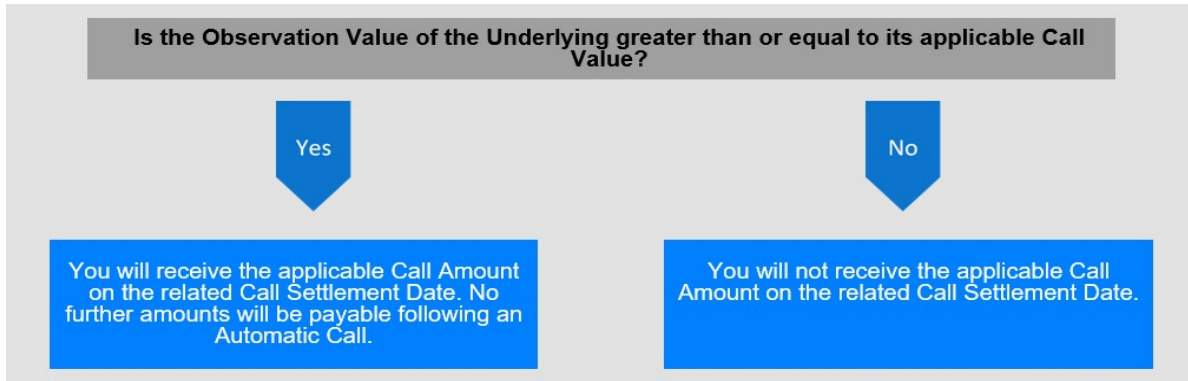 Is the Observation Value of the Underlying greater than or equal to its applicable Call
Value?
Yes
No
You will receive the applicable Call Amount
on the related Call Settlement Date. No
further amounts will be payable following an
Automatic Call.
You will not receive the applicable Call
Amount on the related Call Settlement Date.